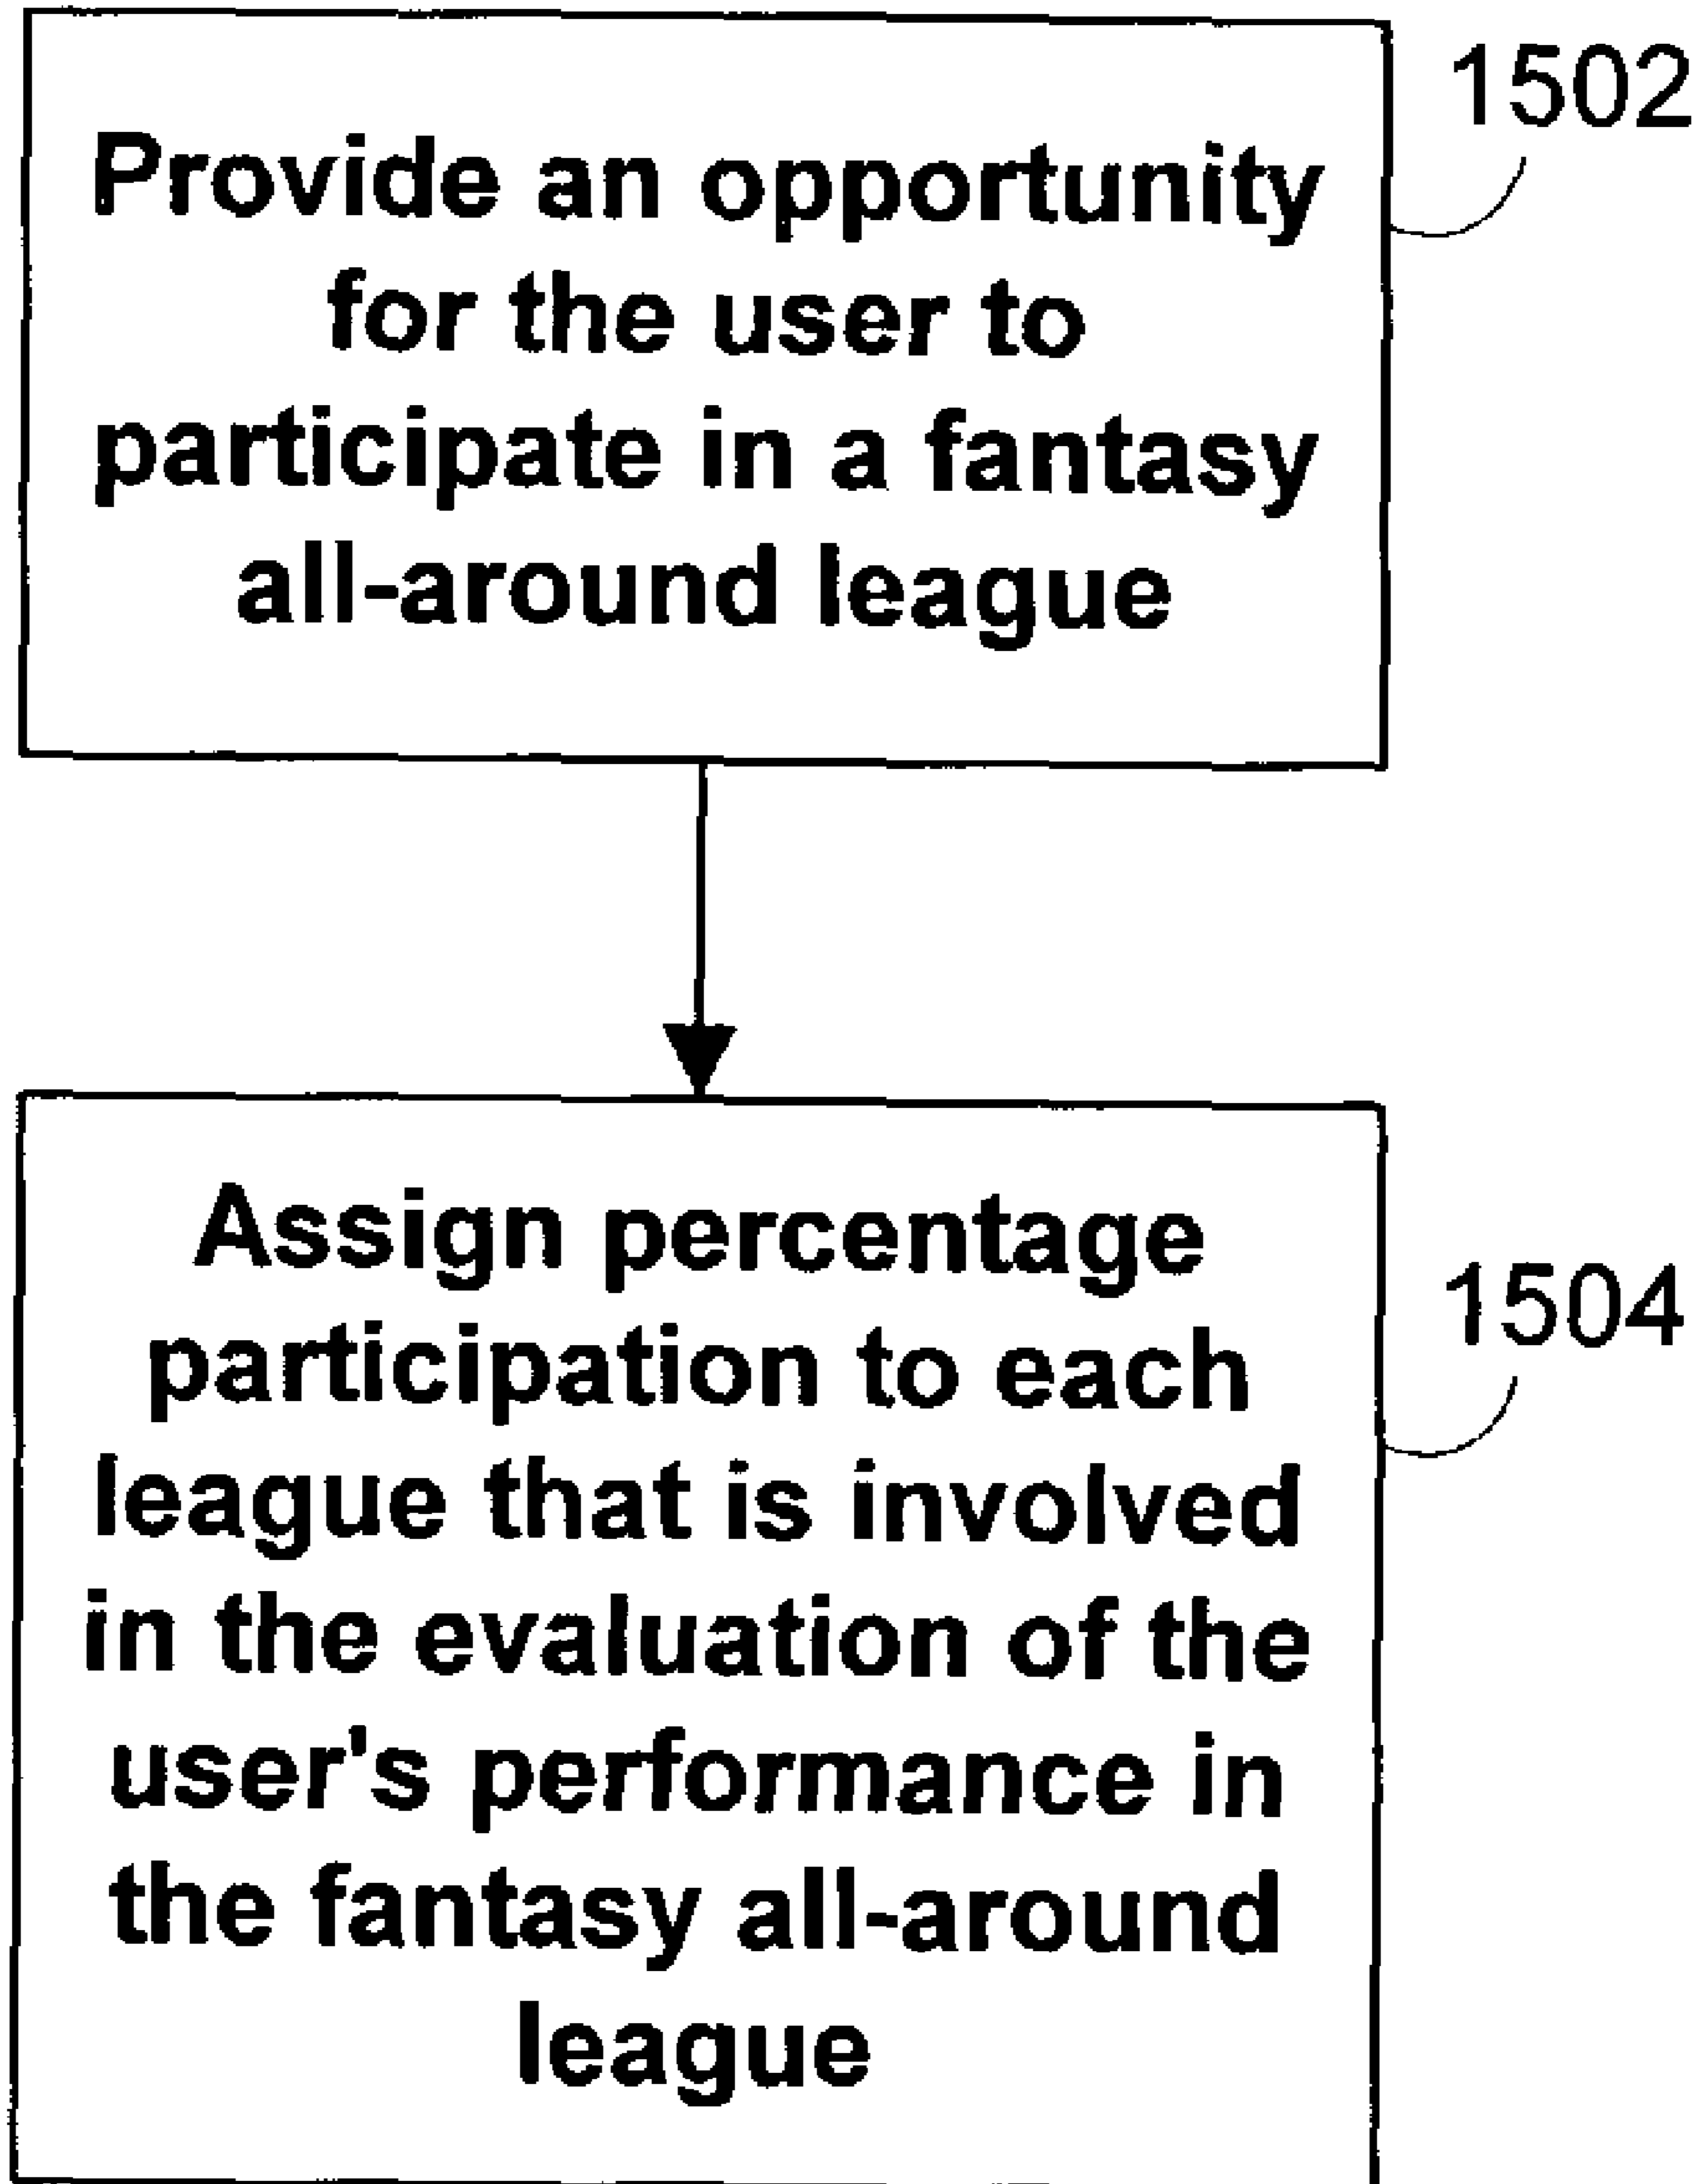 1502
Provide an opportunity
for the user to
participate in a fantasy
all-around league
Assign percentage
participation to each
league that is involved
in the evaluation of the
user's performance in
the fantasy all-around
league
1504